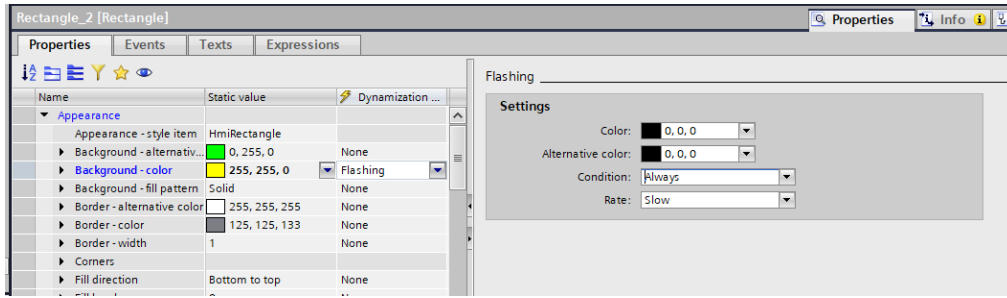 Rectangle_2 [Rectangle]
Properties Info
Properties Events Texts Expressions
Name Static value Dynamization ...
Appearance
Appearance - style item HmiRectangle
Background - alternativ... 0, 255, 0 None
Background - color 255, 255, 0 Flashing
Background - fill pattern Solid None
Border - alternative color 255, 255, 255 None
Border - color 125, 125, 133 None
Border - width 1 None
Corners
Fill direction Bottom to top None
Flashing
Settings
Color: 0, 0, 0
Alternative color: 0, 0, 0
Condition: Always
Rate: Slow